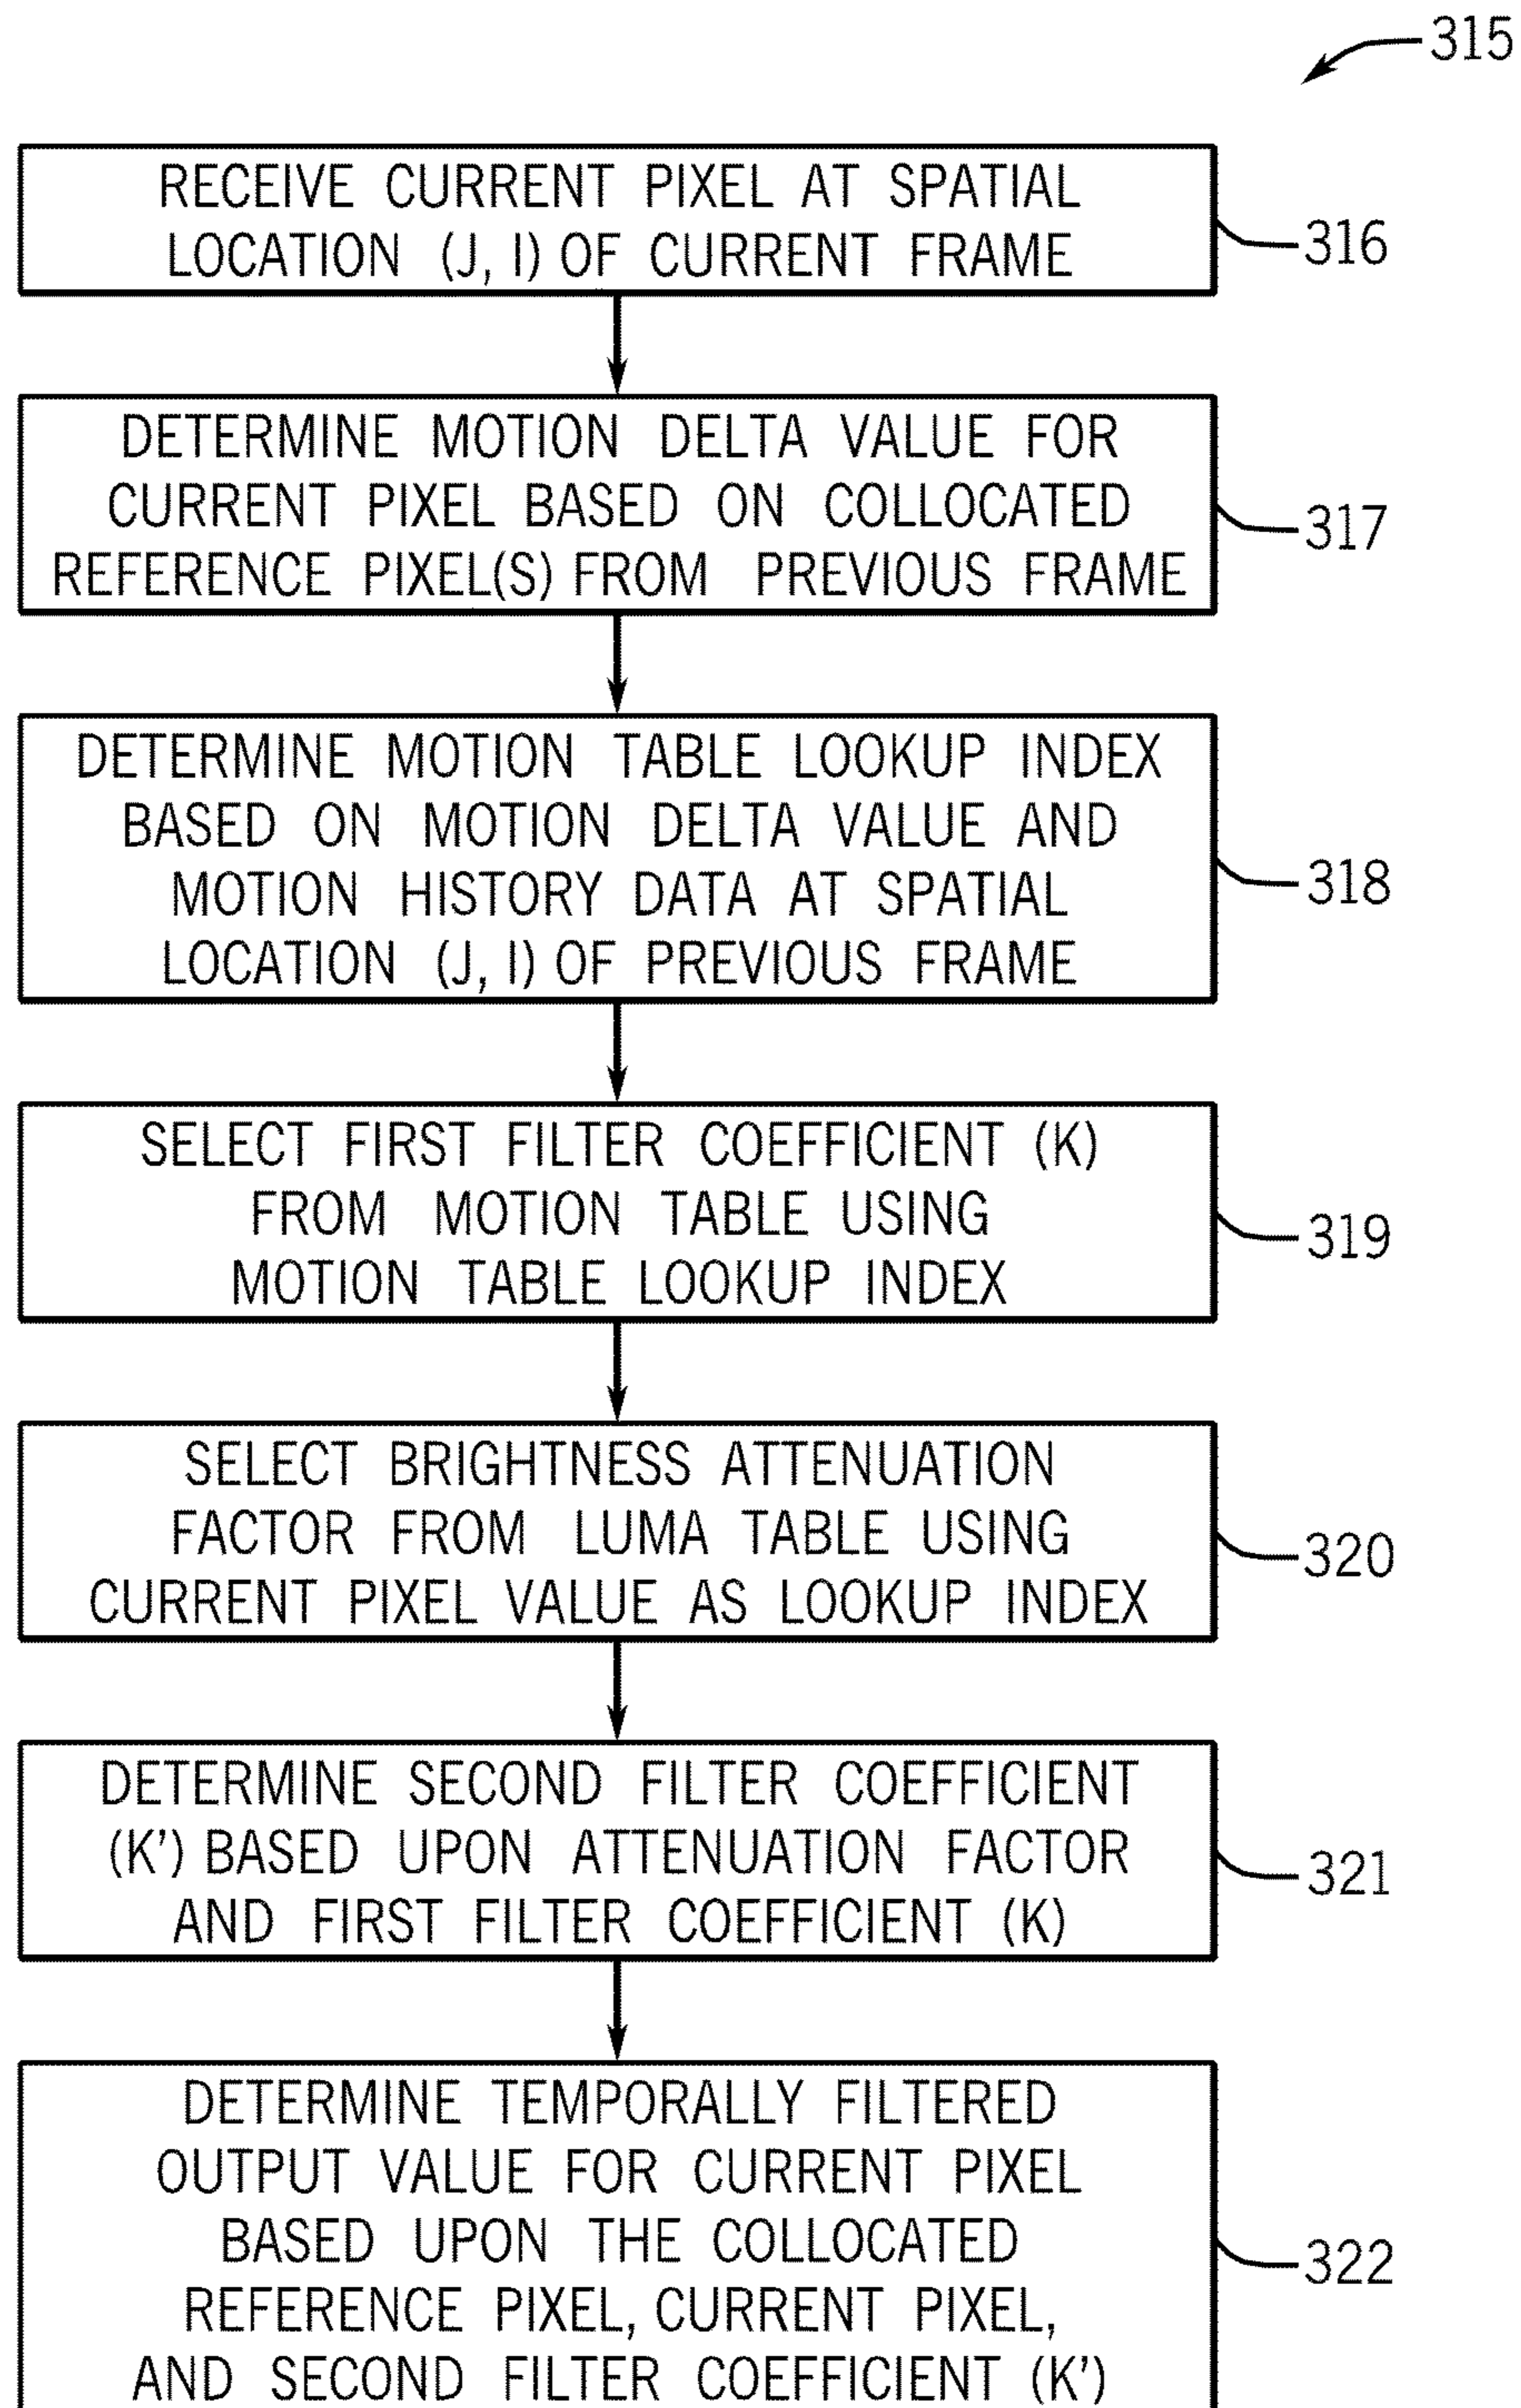 315
RECEIVE CURRENT PIXEL AT SPATIAL
LOCATION (J, I) OF CURRENT FRAME
316
DETERMINE MOTION DELTA VALUE FOR
CURRENT PIXEL BASED ON COLLOCATED
REFERENCE PIXEL(S) FROM PREVIOUS FRAME
317
DETERMINE MOTION TABLE LOOKUP INDEX
BASED ON MOTION DELTA VALUE AND
MOTION HISTORY DATA AT SPATIAL
LOCATION (J, I) OF PREVIOUS FRAME
318
SELECT FIRST FILTER COEFFICIENT (K)
FROM MOTION TABLE USING
MOTION TABLE LOOKUP INDEX
319
SELECT BRIGHTNESS ATTENUATION
FACTOR FROM LUMA TABLE USING
CURRENT PIXEL VALUE AS LOOKUP INDEX
320
DETERMINE SECOND FILTER COEFFICIENT
(K') BASED UPON ATTENUATION FACTOR
AND FIRST FILTER COEFFICIENT (K)
321
DETERMINE TEMPORALLY FILTERED
OUTPUT VALUE FOR CURRENT PIXEL
BASED UPON THE COLLOCATED
REFERENCE PIXEL, CURRENT PIXEL,
AND SECOND FILTER COEFFICIENT (K')
322